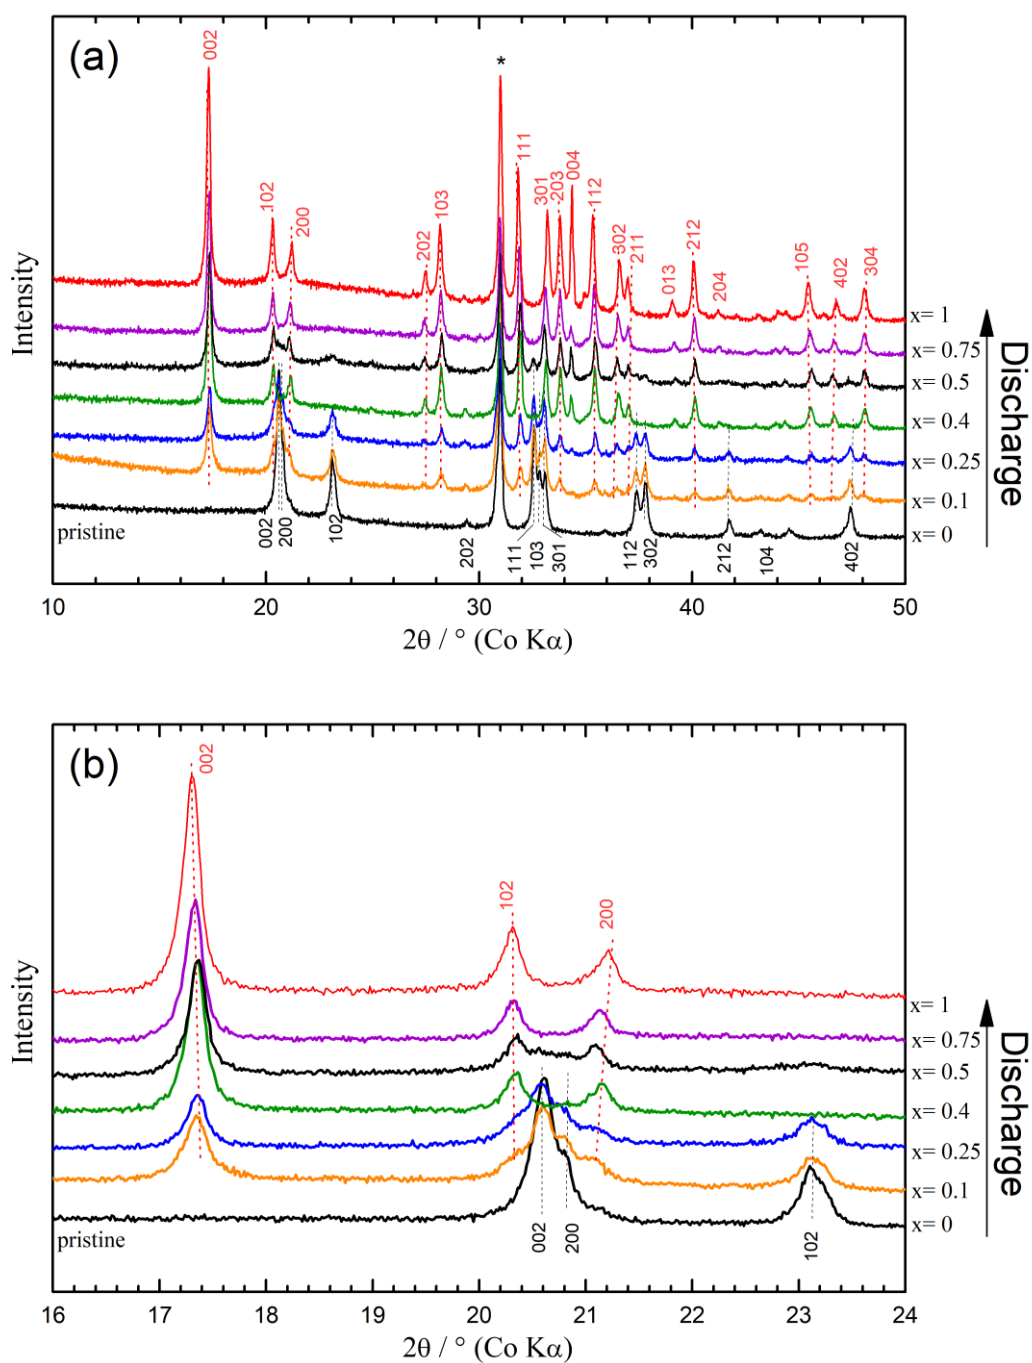 (a)
002
*
102
200
202
103
111
301
203
004
112
302
211
013
212
204
105
402
304
Intensity
x= 1
x= 0.75
x= 0.5
x= 0.4
x= 0.25
x= 0.1
x= 0
Discharge
pristine
002
200
102
202
111
103
301
112
302
212
104
402
10
20
30
40
50
2θ / ° (Co Kα)
(b)
002
102
200
Intensity
x= 1
x= 0.75
x= 0.5
x= 0.4
x= 0.25
x= 0.1
x= 0
Discharge
pristine
002
200
102
16
17
18
19
20
21
22
23
24
2θ / ° (Co Kα)